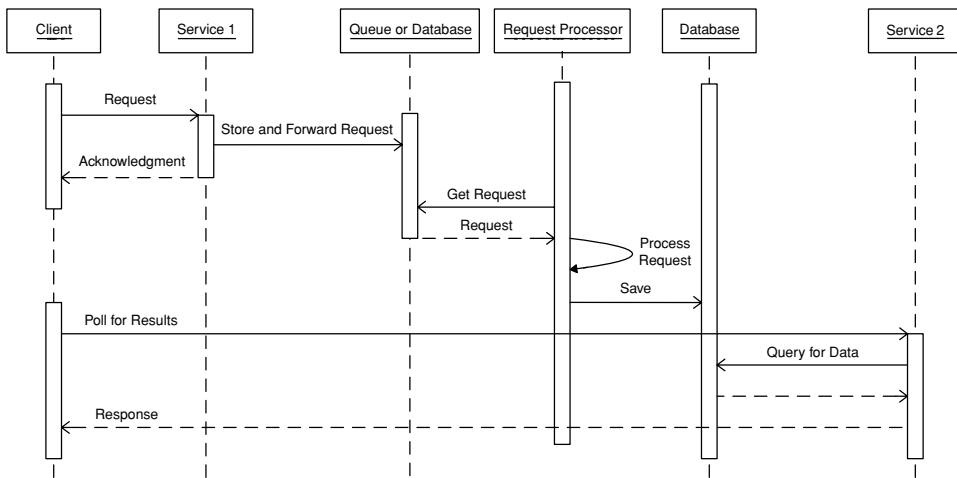 Client
Service 1
Queue or Database
Request Processor
Database
Service 2
Request
Store and Forward Request
Acknowledgment
Get Request
Request
Process
Request
Save
Poll for Results
Query for Data
Response